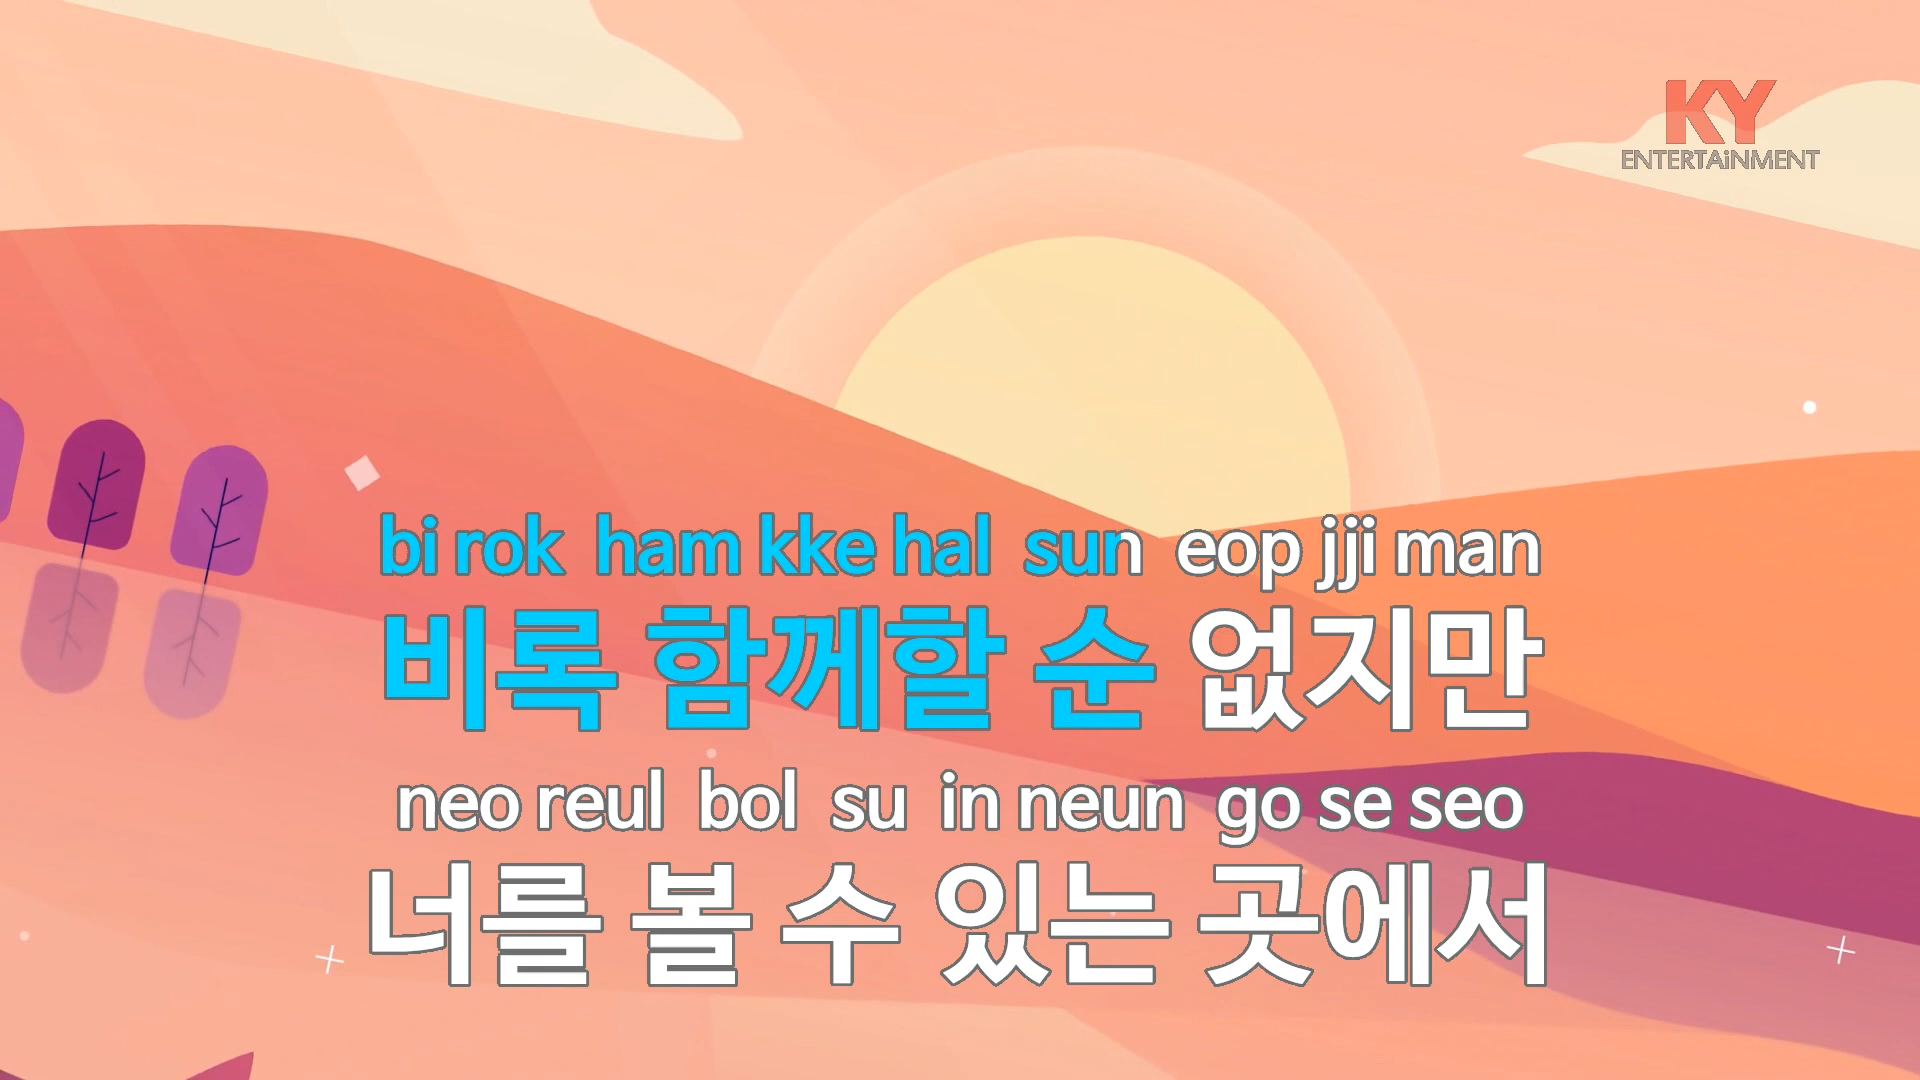 KY
ENTERTAiNMENT
bi rok ham kke hal sun eop jji man
비록 함께할 순 없지만
neo reul bol su in neun go se seo
너를 볼 수 있는 곳에서